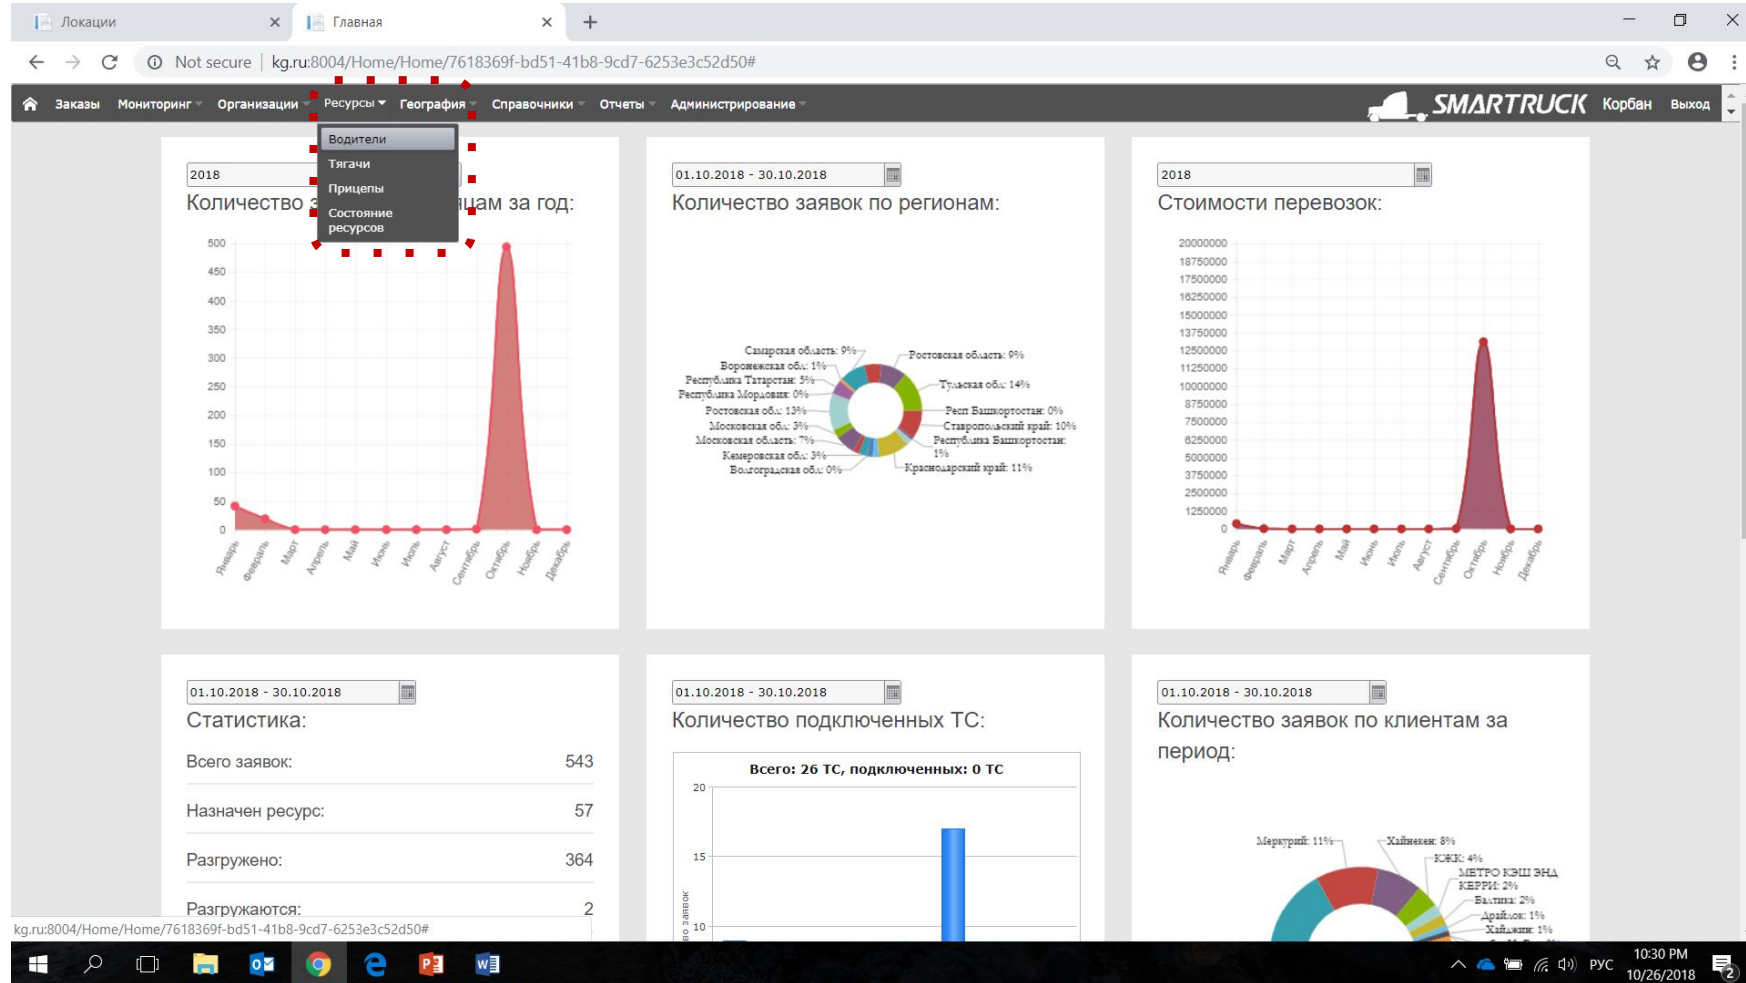 Локации
Главная
Not secure | kg.ru:8004/Home/Home/7618369f-bd51-41b8-9cd7-6253e3c52d50#
Заказы Мониторинг Организации Ресурсы География Справочники Отчеты Администрирование SMARTRUCK Корбан Выход
Водители
Тягачи
Прицепы
Состояние
ресурсов
2018
Количество з яцам за год:
500
450
400
350
300
250
200
150
100
50
0
Январь Февраль Март Апрель Май Июнь Июль Август Сентябрь Октябрь Ноябрь Декабрь
01.10.2018 - 30.10.2018
Количество заявок по регионам:
Самарская область: 9%
Воронежская обл: 1%
Республика Татарстан: 5%
Республика Мордовия: 0%
Ростовская обл: 13%
Московская обл: 3%
Московская область: 7%
Кемеровская обл: 3%
Волгоградская обл: 0%
Ростовская область: 9%
Тульская обл: 14%
Респ Башкортостан: 0%
Ставропольский край: 10%
Республика Башкортостан:
1%
Краснодарский край: 11%
2018
Стоимости перевозок:
20000000
18750000
17500000
16250000
15000000
13750000
12500000
11250000
10000000
8750000
7500000
6250000
5000000
3750000
2500000
1250000
0
Январь Февраль Март Апрель Май Июнь Июль Август Сентябрь Октябрь Ноябрь Декабрь
01.10.2018 - 30.10.2018
Статистика:
Всего заявок: 543
Назначен ресурс: 57
Разгружено: 364
Разгружаются: 2
01.10.2018 - 30.10.2018
Количество подключенных ТС:
Всего: 26 ТС, подключенных: 0 ТС
20
15
10
во заявок
01.10.2018 - 30.10.2018
Количество заявок по клиентам за
период:
Меркурий: 11%
Хайнекен: 8%
КЖК: 4%
МЕТРО КЭШ ЭНД
КЕРРИ: 2%
Балтика: 2%
Драйлок: 1%
Хайджин: 1%
kg.ru:8004/Home/Home/7618369f-bd51-41b8-9cd7-6253e3c52d50#
РУС
10:30 PM
10/26/2018
2